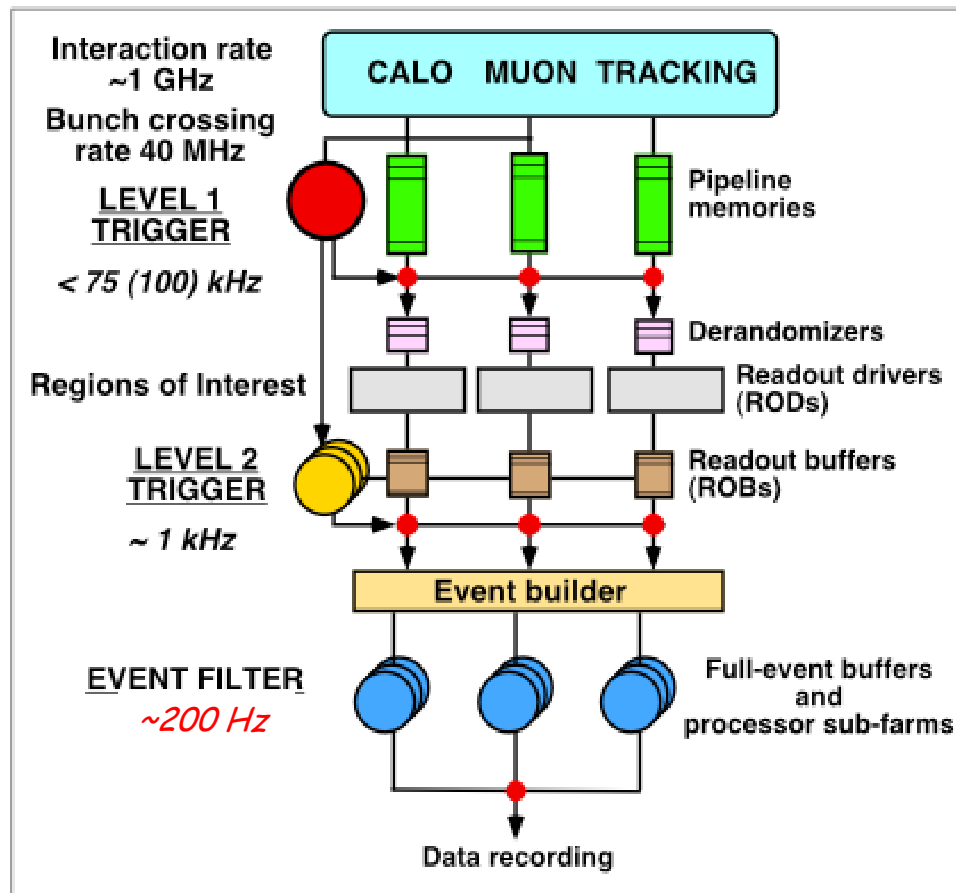 Interaction rate
~1 GHz
CALO MUON TRACKING
Bunch crossing
rate 40 MHz
LEVEL 1
TRIGGER
Pipeline
memories
< 75 (100) kHz
Derandomizers
Regions of Interest
Readout drivers
(RODs)
LEVEL 2
TRIGGER
Readout buffers
(ROBs)
~ 1 kHz
Event builder
EVENT FILTER
~200 Hz
Full-event buffers
and
processor sub-farms
Data recording